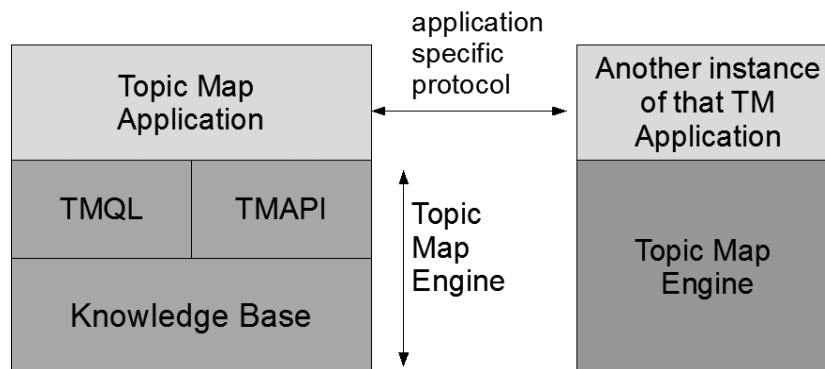 application
specific
protocol
Topic Map
Application
Another instance
of that TM
Application
TMQL
TMAPI
Topic
Map
Engine
Knowledge Base
Topic Map
Engine